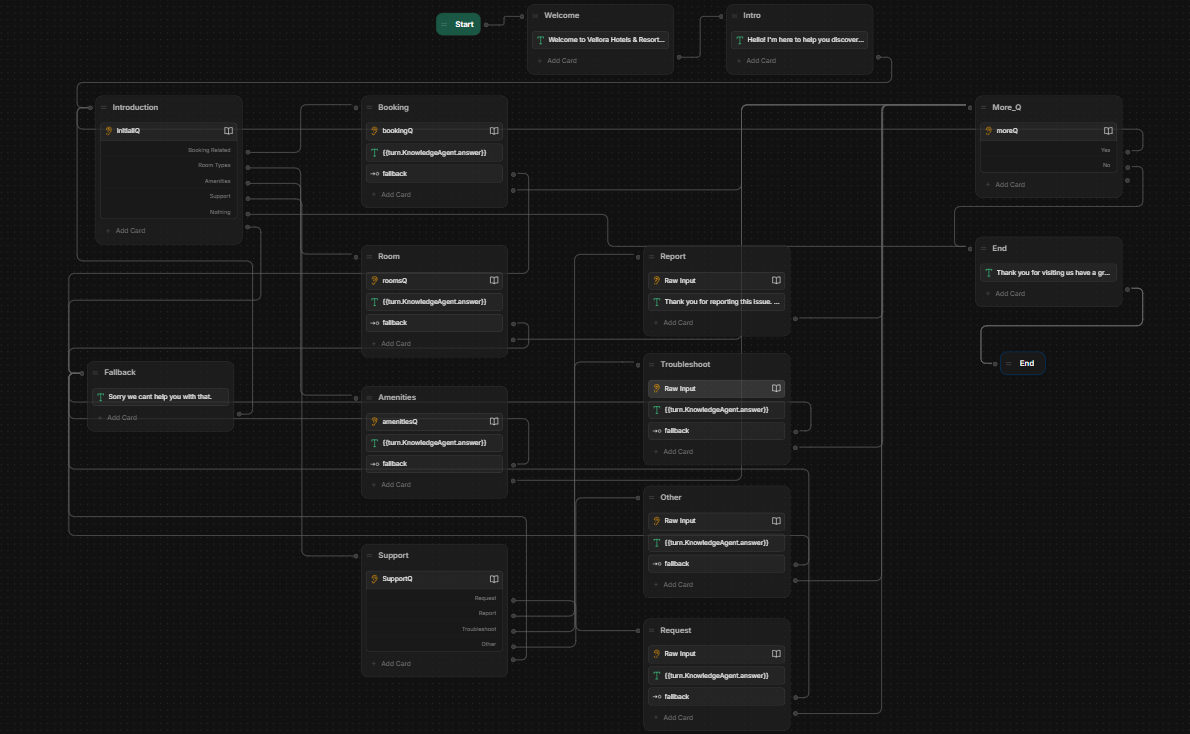 Start
Welcome
Welcome to Vellora Hotels & Resort...
Add Card
Intro
Hello! I'm here to help you discover...
Add Card
Introduction
InitialQ
Booking Related
Room Types
Amenities
Support
Nothing
Add Card
Booking
bookingQ
{{turn.KnowledgeAgent.answer}}
fallback
Add Card
More_Q
moreQ
Yes
No
Add Card
Room
roomsQ
{{turn.KnowledgeAgent.answer}}
fallback
Add Card
Report
Raw Input
Thank you for reporting this issue. ...
Add Card
End
Thank you for visiting us have a gr...
Add Card
End
Fallback
Sorry we cant help you with that.
Add Card
Amenities
amenitiesQ
{{turn.KnowledgeAgent.answer}}
fallback
Add Card
Troubleshoot
Raw Input
{{turn.KnowledgeAgent.answer}}
fallback
Add Card
Other
Raw Input
{{turn.KnowledgeAgent.answer}}
fallback
Add Card
Support
SupportQ
Request
Report
Troubleshoot
Other
Add Card
Request
Raw Input
{{turn.KnowledgeAgent.answer}}
fallback
Add Card